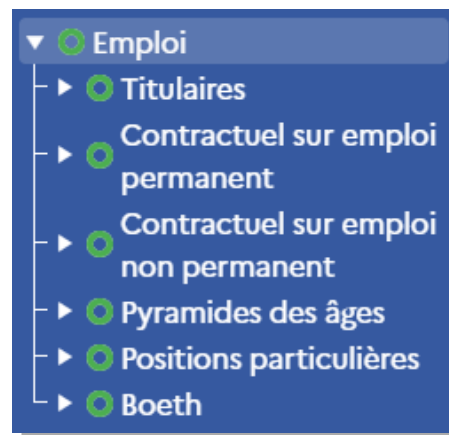 Emploi
Titulaires
Contractuel sur emploi
permanent
Contractuel sur emploi
non permanent
Pyramides des âges
Positions particulières
Boeth